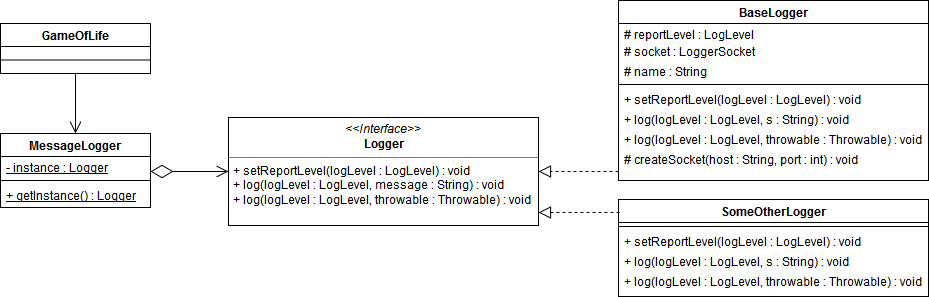 GameOfLife
MessageLogger
- instance : Logger
+ getInstance() : Logger
<<Interface>>
Logger
+ setReportLevel(logLevel : LogLevel) : void
+ log(logLevel : LogLevel, message : String) : void
+ log(logLevel : LogLevel, throwable : Throwable) : void
BaseLogger
# reportLevel : LogLevel
# socket : LoggerSocket
# name : String
+ setReportLevel(logLevel : LogLevel) : void
+ log(logLevel : LogLevel, s : String) : void
+ log(logLevel : LogLevel, throwable : Throwable) : void
# createSocket(host : String, port : int) : void
SomeOtherLogger
+ setReportLevel(logLevel : LogLevel) : void
+ log(logLevel : LogLevel, s : String) : void
+ log(logLevel : LogLevel, throwable : Throwable) : void